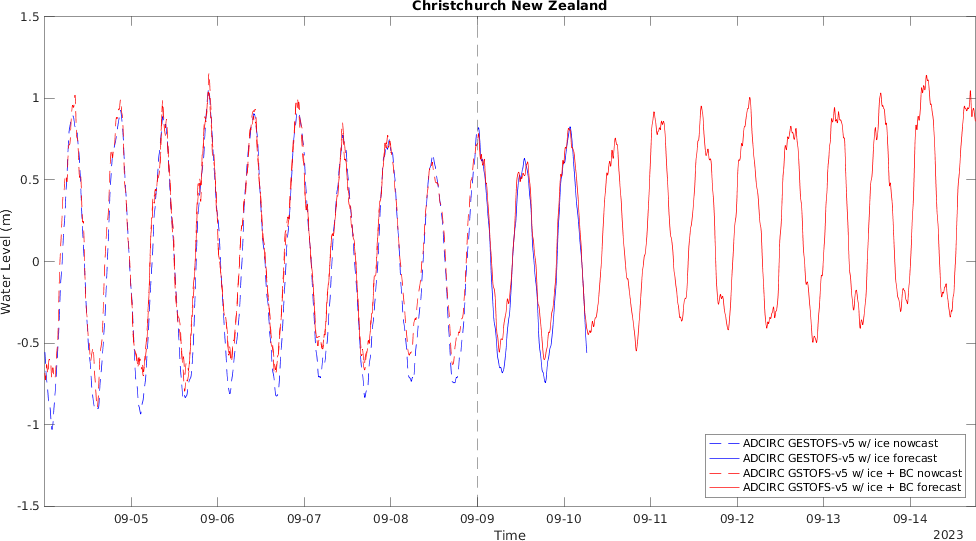 Christchurch New Zealand
1.5
1
0.5
0
-0.5
-1
-1.5
Water Level (m)
09-05 09-06 09-07 09-08 09-09 09-10 09-11 09-12 09-13 09-14
Time
2023
ADCIRC GESTOFS-v5 w/ ice nowcast
ADCIRC GESTOFS-v5 w/ ice forecast
ADCIRC GSTOFS-v5 w/ ice + BC nowcast
ADCIRC GSTOFS-v5 w/ ice + BC forecast